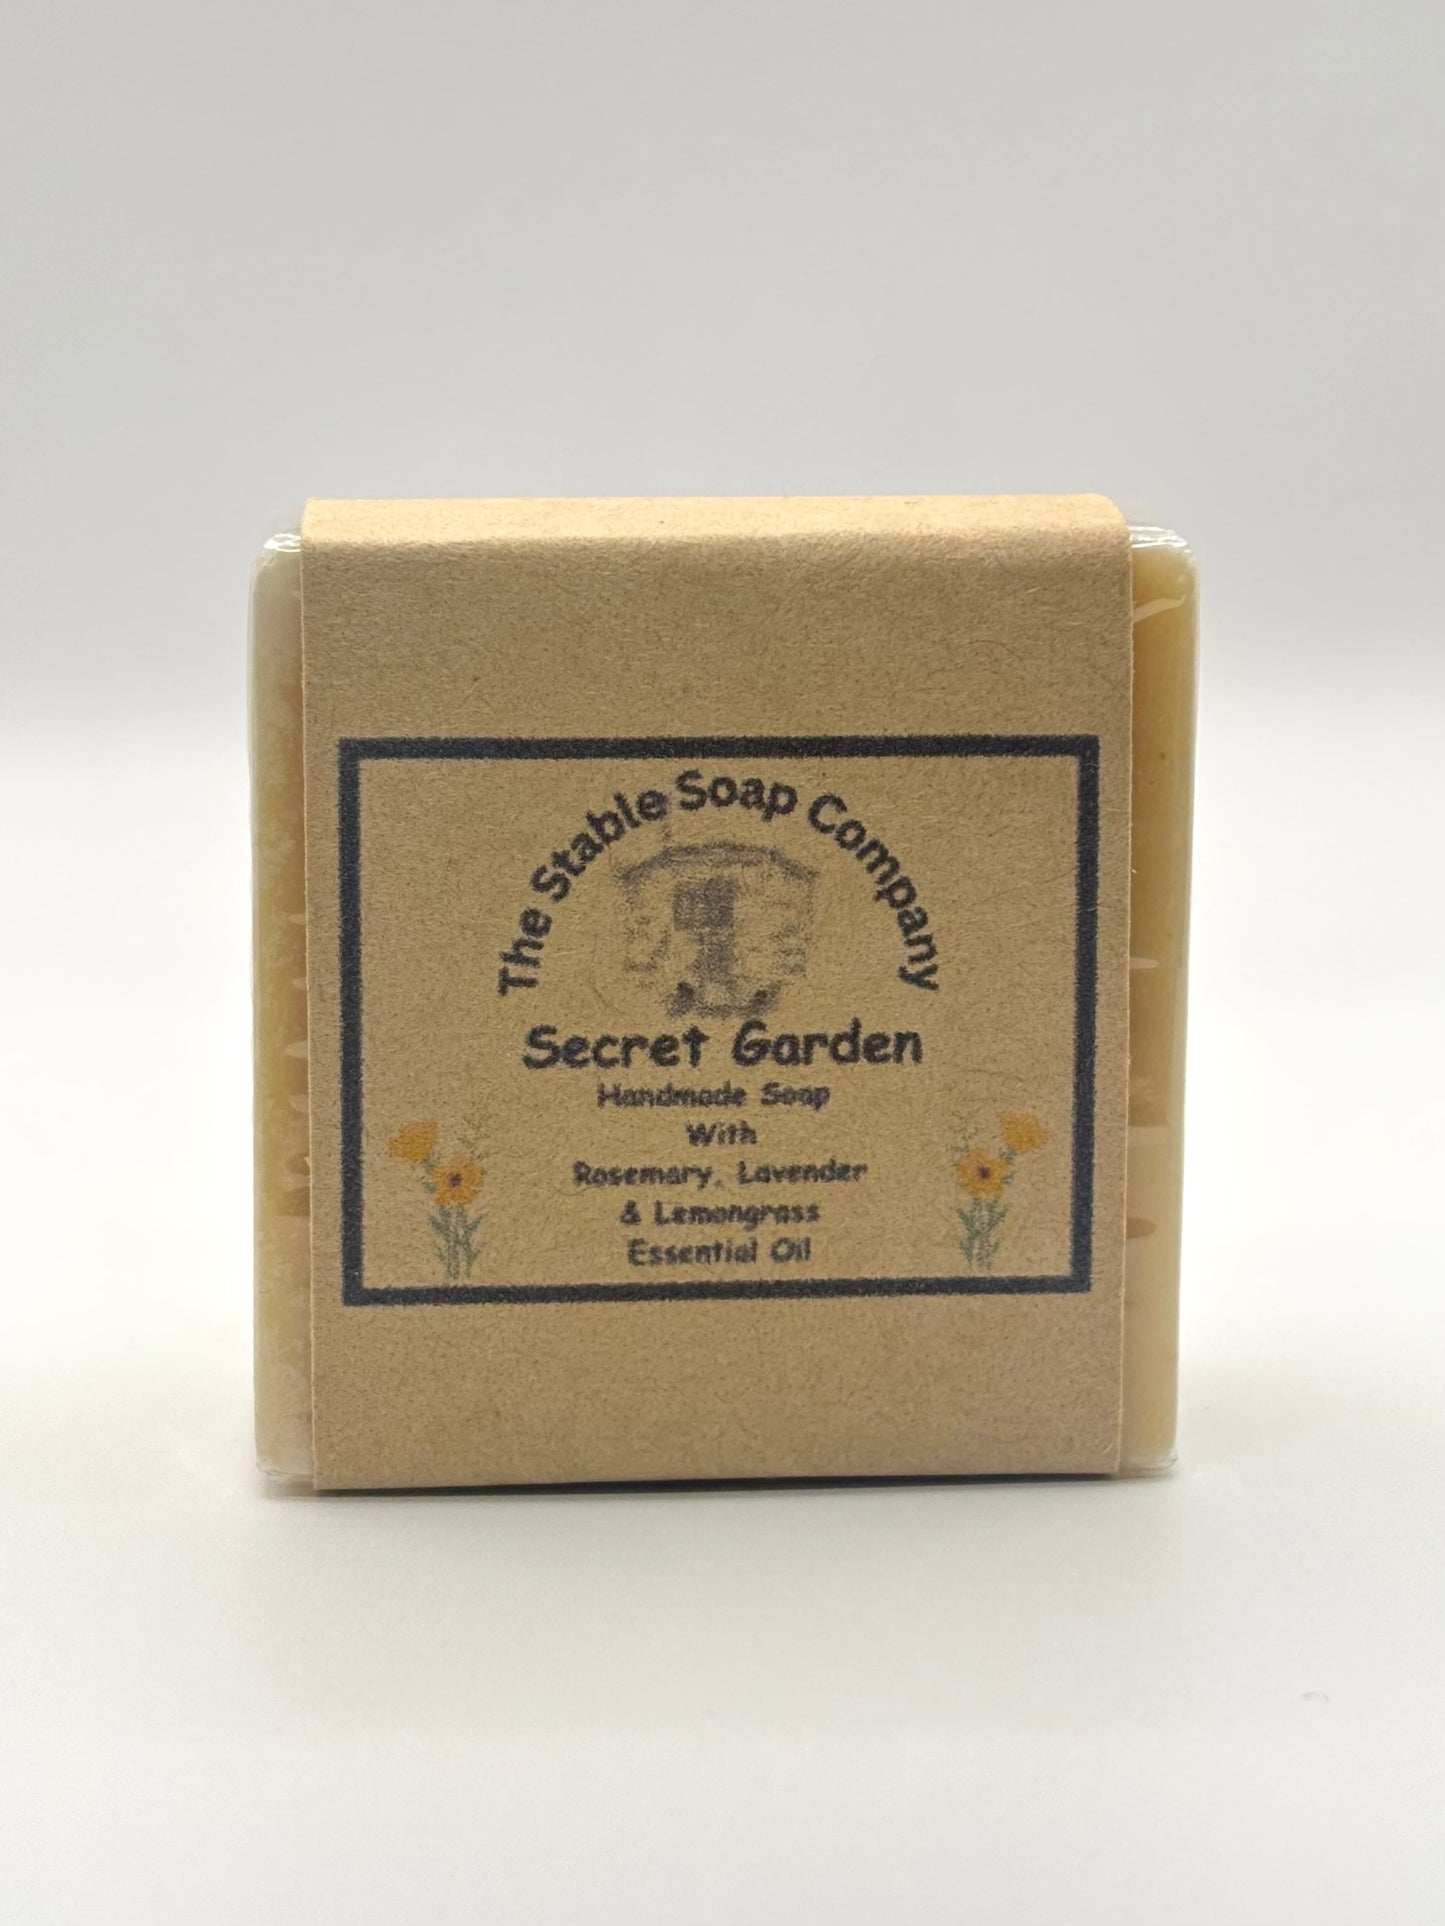 The Stable Soap Company
Secret Garden
Handmade Soap
With
Rosemary, Lavender
& Lemongrass
Essential Oil